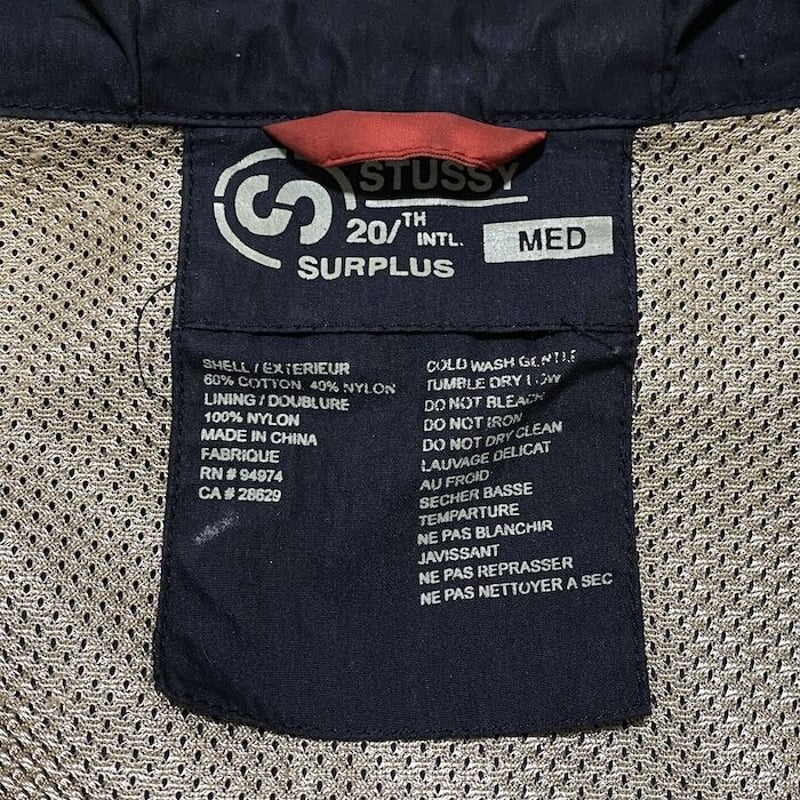 STUSSY
20/TH INTL.
MED
SURPLUS
SHELL / EXTERIEUR
60% COTTON, 40% NYLON
LINING / DOUBLURE
100% NYLON
MADE IN CHINA
FABRIQUE
RN # 94974
CA # 28629
COLD WASH GENTLE
TUMBLE DRY LOW
DO NOT BLEACH
DO NOT IRON
DO NOT DRY CLEAN
LAUVAGE DELICAT
AU FROID
SECHER BASSE
TEMPARTURE
NE PAS BLANCHIR
JAVISSANT
NE PAS REPRASSER
NE PAS NETTOYER A SEC